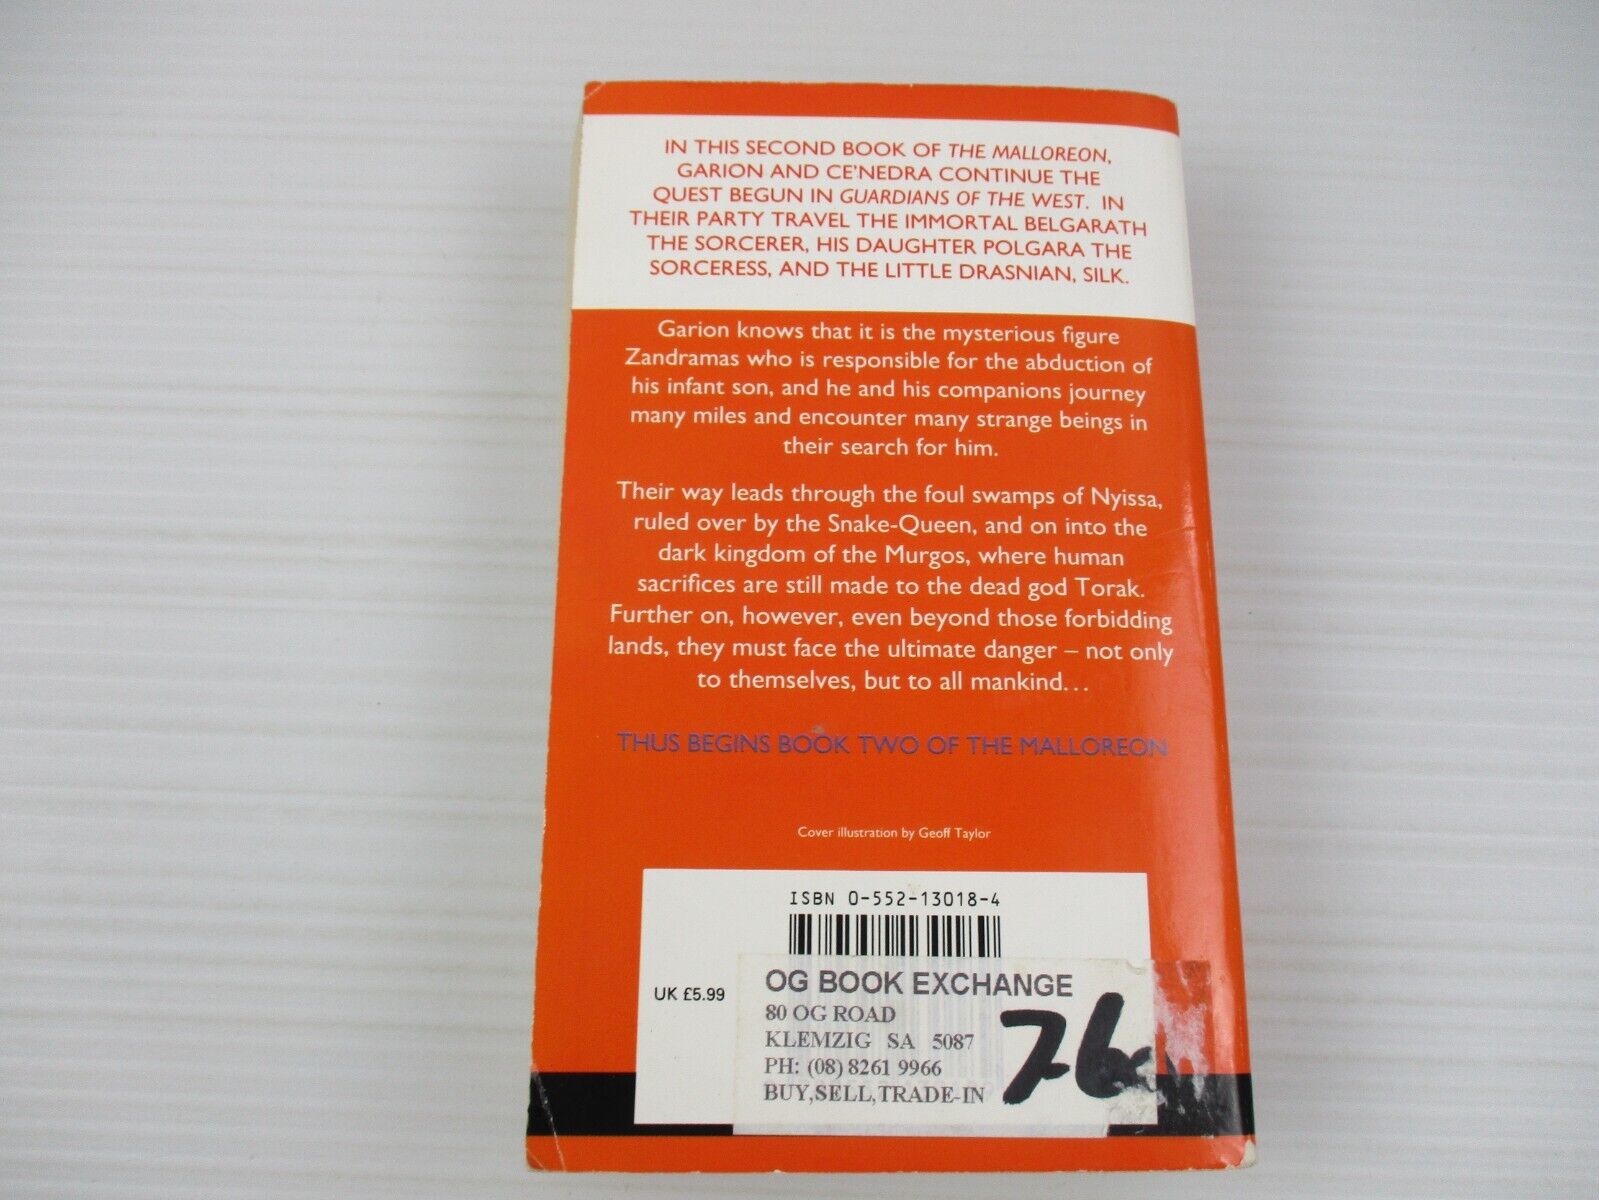 IN THIS SECOND BOOK OF THE MALLOREON,
GARION AND CE'NEDRA CONTINUE THE
QUEST BEGUN IN GUARDIANS OF THE WEST. IN
THEIR PARTY TRAVEL THE IMMORTAL BELGARATH
THE SORCERER, HIS DAUGHTER POLGARA THE
SORCERESS, AND THE LITTLE DRASNIAN, SILK.
Garion knows that it is the mysterious figure
Zandramas who is responsible for the abduction of
his infant son, and he and his companions journey
many miles and encounter many strange beings in
their search for him.
Their way leads through the foul swamps of Nyissa,
ruled over by the Snake-Queen, and on into the
dark kingdom of the Murgos, where human
sacrifices are still made to the dead god Torak.
Further on, however, even beyond those forbidding
lands, they must face the ultimate danger – not only
to themselves, but to all mankind...
THUS BEGINS BOOK TWO OF THE MALLOREON
Cover illustration by Geoff Taylor
ISBN 0-552-13018-4
UK £5.99
OG BOOK EXCHANGE
80 OG ROAD
KLEMZIG SA 5087
PH: (08) 8261 9966
BUY,SELL,TRADE-IN